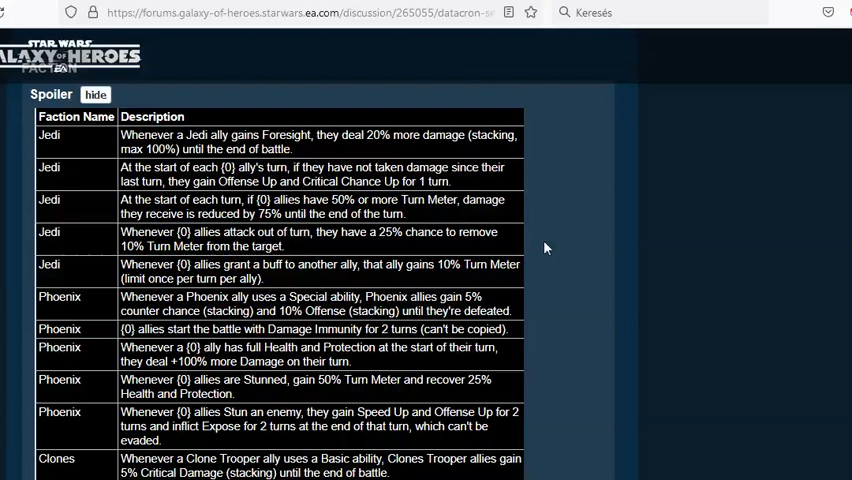 https://forums.galaxy-of-heroes.starwars.ea.com/discussion/265055/datacron-se
Keresés
STAR WARS
GALAXY OF HEROES
FACTION
EA
Spoiler hide
Faction Name Description
Jedi Whenever a Jedi ally gains Foresight, they deal 20% more damage (stacking,
max 100%) until the end of battle.
Jedi At the start of each {0} ally's turn, if they have not taken damage since their
last turn, they gain Offense Up and Critical Chance Up for 1 turn.
Jedi At the start of each turn, if {0} allies have 50% or more Turn Meter, damage
they receive is reduced by 75% until the end of the turn.
Jedi Whenever {0} allies attack out of turn, they have a 25% chance to remove
10% Turn Meter from the target.
Jedi Whenever {0} allies grant a buff to another ally, that ally gains 10% Turn Meter
(limit once per turn per ally).
Phoenix Whenever a Phoenix ally uses a Special ability, Phoenix allies gain 5%
counter chance (stacking) and 10% Offense (stacking) until they're defeated.
Phoenix {0} allies start the battle with Damage Immunity for 2 turns (can't be copied).
Phoenix Whenever a {0} ally has full Health and Protection at the start of their turn,
they deal +100% more Damage on their turn.
Phoenix Whenever {0} allies are Stunned, gain 50% Turn Meter and recover 25%
Health and Protection.
Phoenix Whenever {0} allies Stun an enemy, they gain Speed Up and Offense Up for 2
turns and inflict Expose for 2 turns at the end of that turn, which can't be
evaded.
Clones Whenever a Clone Trooper ally uses a Basic ability, Clones Trooper allies gain
5% Critical Damage (stacking) until the end of battle.